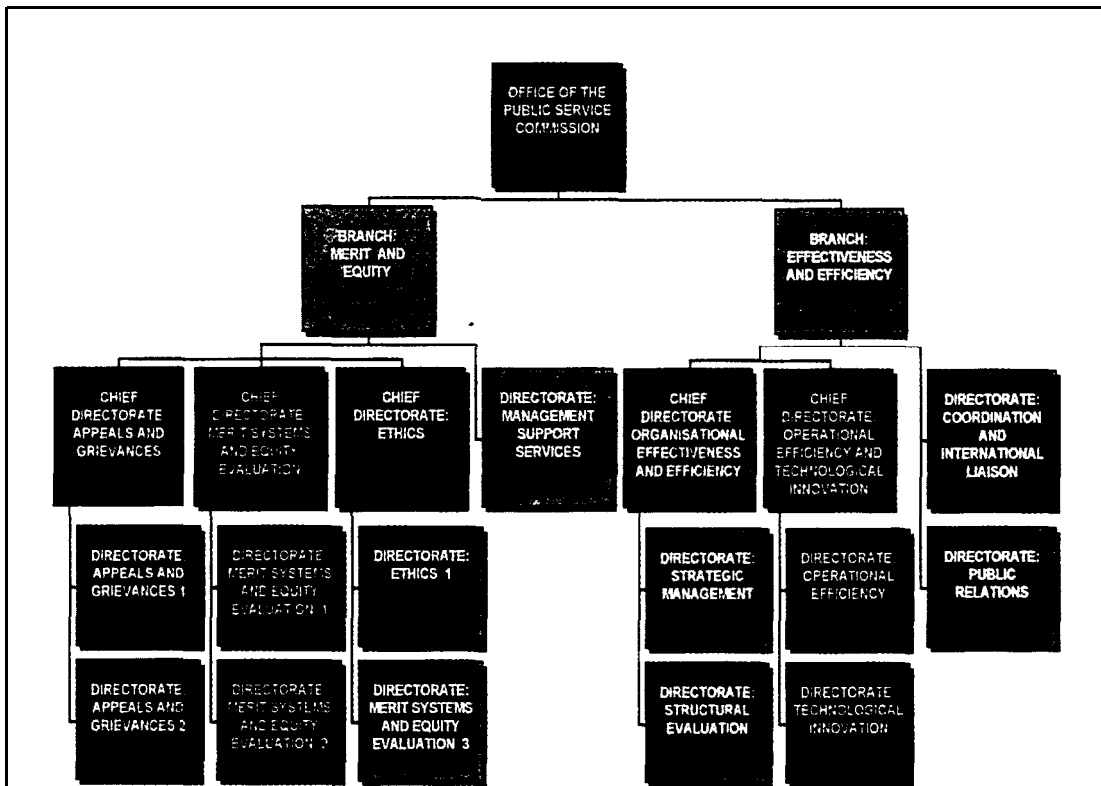 OFFICE OF THE
PUBLIC SERVICE
COMMISSION
BRANCH:
MERIT AND
EQUITY
BRANCH:
EFFECTIVENESS
AND EFFICIENCY
CHIEF
DIRECTORATE
APPEALS AND
GRIEVANCES
CHIEF
DIRECTORATE
MERIT SYSTEMS
AND EQUITY
EVALUATION
CHIEF
DIRECTORATE:
ETHICS
DIRECTORATE:
MANAGEMENT
SUPPORT
SERVICES
CHIEF
DIRECTORATE
ORGANISATIONAL
EFFECTIVENESS
AND EFFICIENCY
CHIEF
DIRECTORATE:
OPERATIONAL
EFFICIENCY AND
TECHNOLOGICAL
INNOVATION
DIRECTORATE:
COORDINATION
AND
INTERNATIONAL
LIAISON
DIRECTORATE:
APPEALS AND
GRIEVANCES 1
DIRECTORATE
MERIT SYSTEMS
AND EQUITY
EVALUATION 1
DIRECTORATE:
ETHICS 1
DIRECTORATE:
STRATEGIC
MANAGEMENT
DIRECTORATE:
OPERATIONAL
EFFICIENCY
DIRECTORATE:
PUBLIC
RELATIONS
DIRECTORATE:
APPEALS AND
GRIEVANCES 2
DIRECTORATE
MERIT SYSTEMS
AND EQUITY
EVALUATION 2
DIRECTORATE:
MERIT SYSTEMS
AND EQUITY
EVALUATION 3
DIRECTORATE:
STRUCTURAL
EVALUATION
DIRECTORATE
TECHNOLOGICAL
INNOVATION